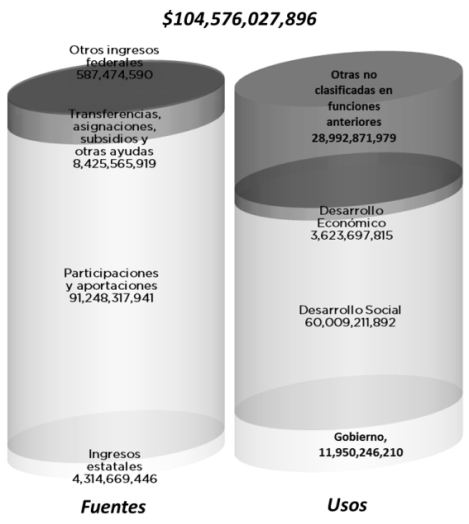 $104,576,027,896
Otros ingresos
federales
587,474,590
Transferencias,
asignaciones,
subsidios y
otras ayudas
8,425,565,919
Participaciones
y aportaciones
91,248,317,941
Ingresos
estatales
4,314,669,446
Fuentes
Otras no
clasificadas en
funciones
anteriores
28,992,871,979
Desarrollo
Económico
3,623,697,815
Desarrollo Social
60,009,211,892
Gobierno,
11,950,246,210
Usos